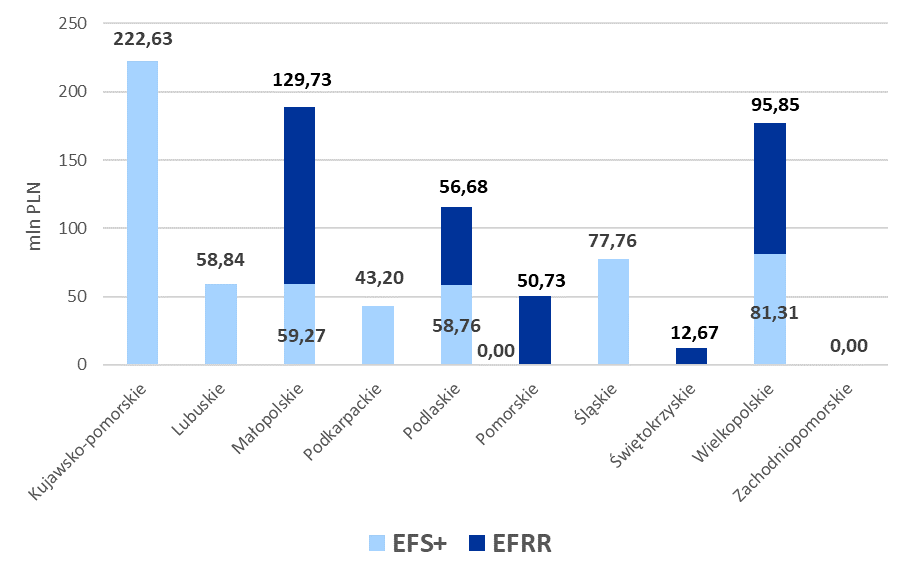 250
222,63
200
129,73
95,85
150
mln PLN
56,68
100
58,84
77,76
43,20
50,73
50
59,27
58,76
81,31
0,00
12,67
0,00
0
Kujawsko-pomorskie
Lubuskie
Małopolskie
Podkarpackie
Podlaskie
Pomorskie
Śląskie
Świętokrzyskie
Wielkopolskie
Zachodniopomorskie
EFS+ EFRR